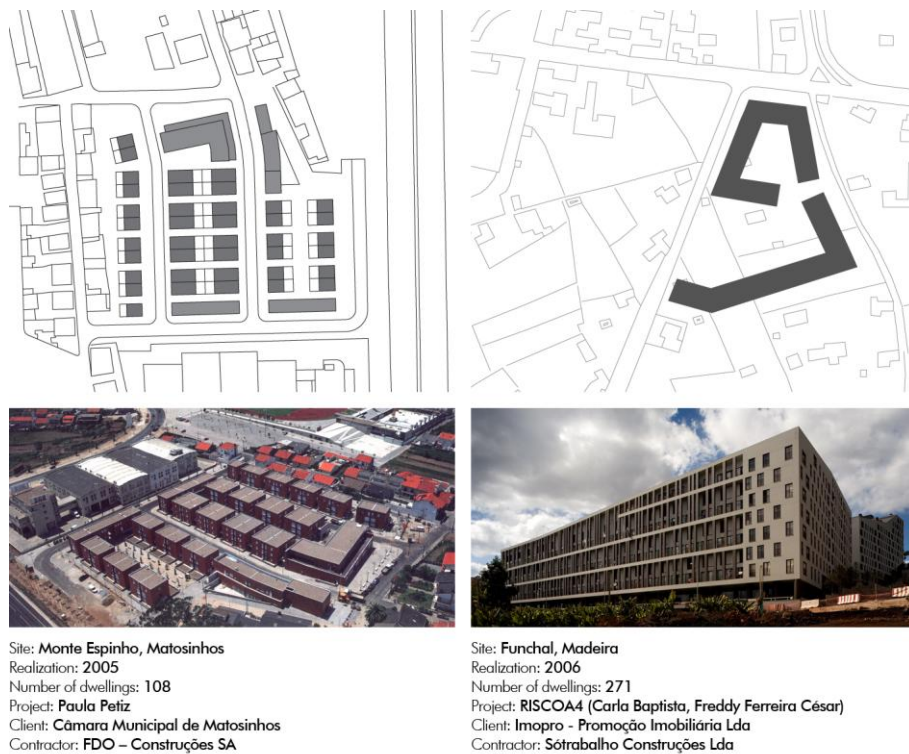 Site: Monte Espinho, Matosinhos
Realization: 2005
Number of dwellings: 108
Project: Paula Petiz
Client: Câmara Municipal de Matosinhos
Contractor: FDO – Construções SA
Site: Funchal, Madeira
Realization: 2006
Number of dwellings: 271
Project: RISCOA4 (Carla Baptista, Freddy Ferreira César)
Client: Imopro - Promoção Imobiliária Lda
Contractor: Sótrabalho Construções Lda